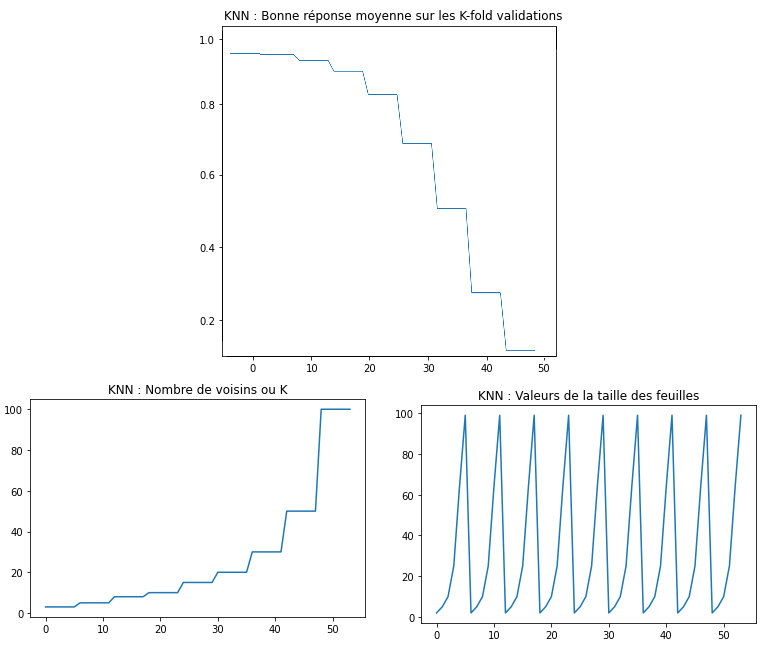 KNN : Bonne réponse moyenne sur les K-fold validations
1.0
0.8
0.6
0.4
0.2
0 10 20 30 40 50
KNN : Nombre de voisins ou K
100
80
60
40
20
0
0 10 20 30 40 50
KNN : Valeurs de la taille des feuilles
100
80
60
40
20
0
0 10 20 30 40 50